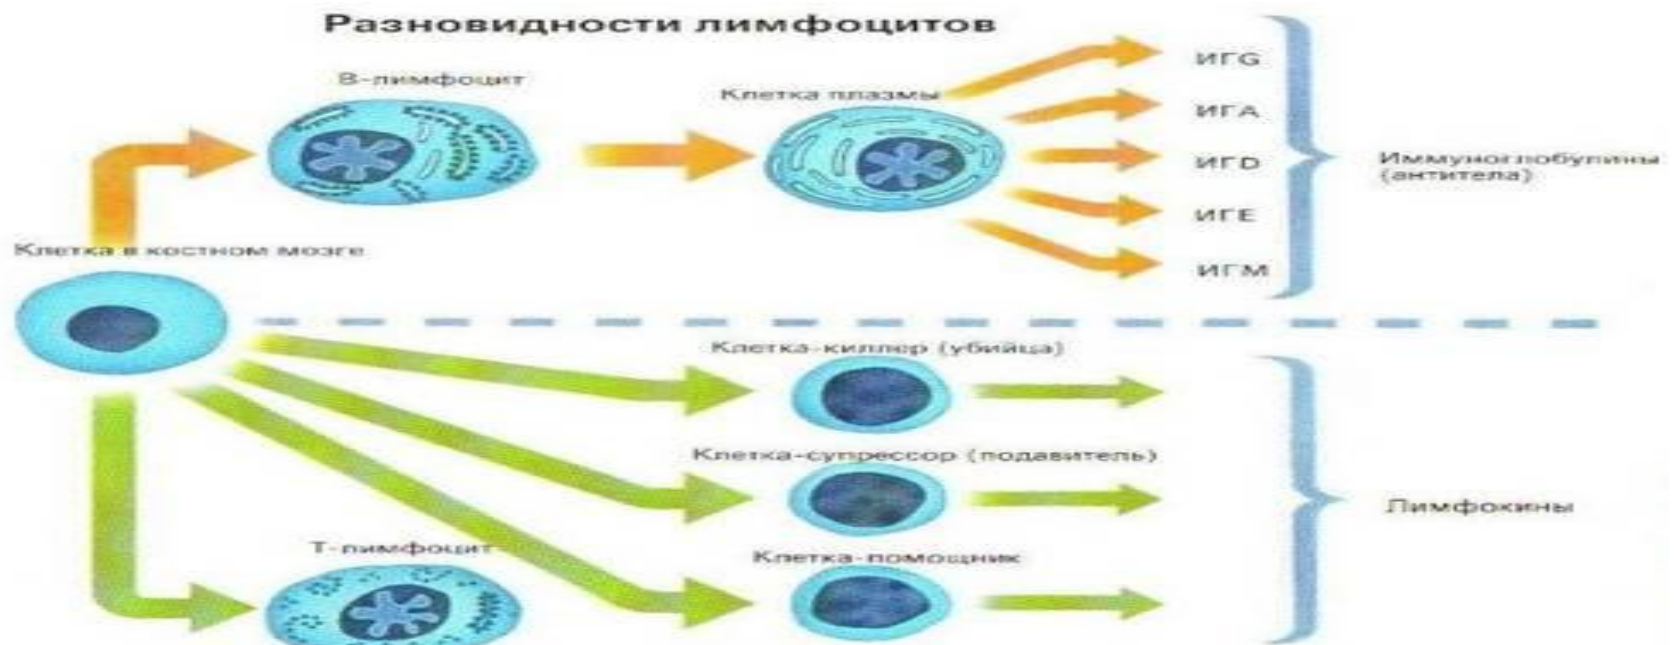 Разновидности лимфоцитов
В-лимфоцит
Клетка плазмы
ИГG
ИГА
ИГD
ИГЕ
ИГМ
Иммуноглобулины
(антитела)
Клетка в костном мозге
Клетка-киллер (убийца)
Клетка-супрессор (подавитель)
Лимфокины
Т-лимфоцит
Клетка-помощник